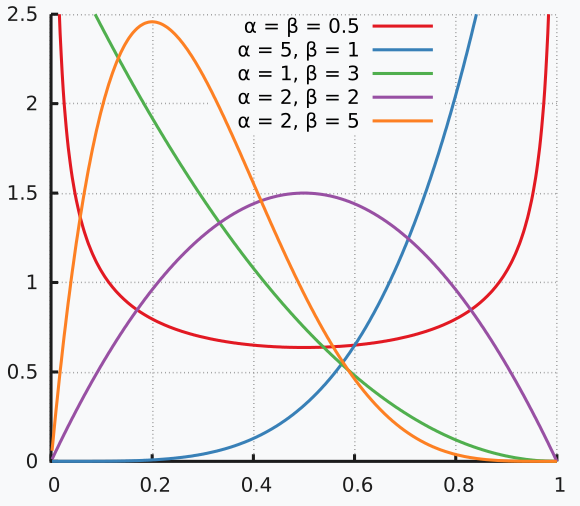 2.5
α = β = 0.5
α = 5, β = 1
α = 1, β = 3
2
α = 2, β = 2
α = 2, β = 5
1.5
1
0.5
0
0 0.2 0.4 0.6 0.8 1